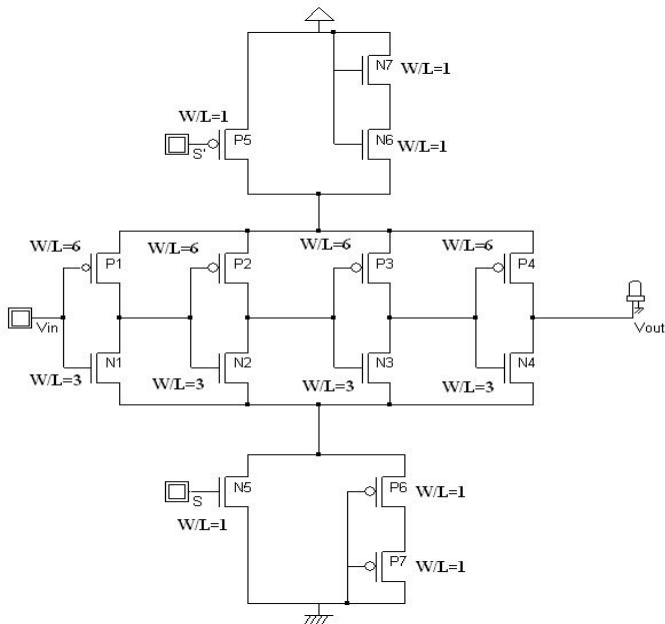 N7 W/L=1
W/L=1
P5
S'
N6 W/L=1
W/L=6 W/L=6 W/L=6 W/L=6
P1 P2 P3 P4
Vin
Vout
N1 N2 N3 N4
W/L=3 W/L=3 W/L=3 W/L=3
N5
S
P6 W/L=1
W/L=1
P7 W/L=1